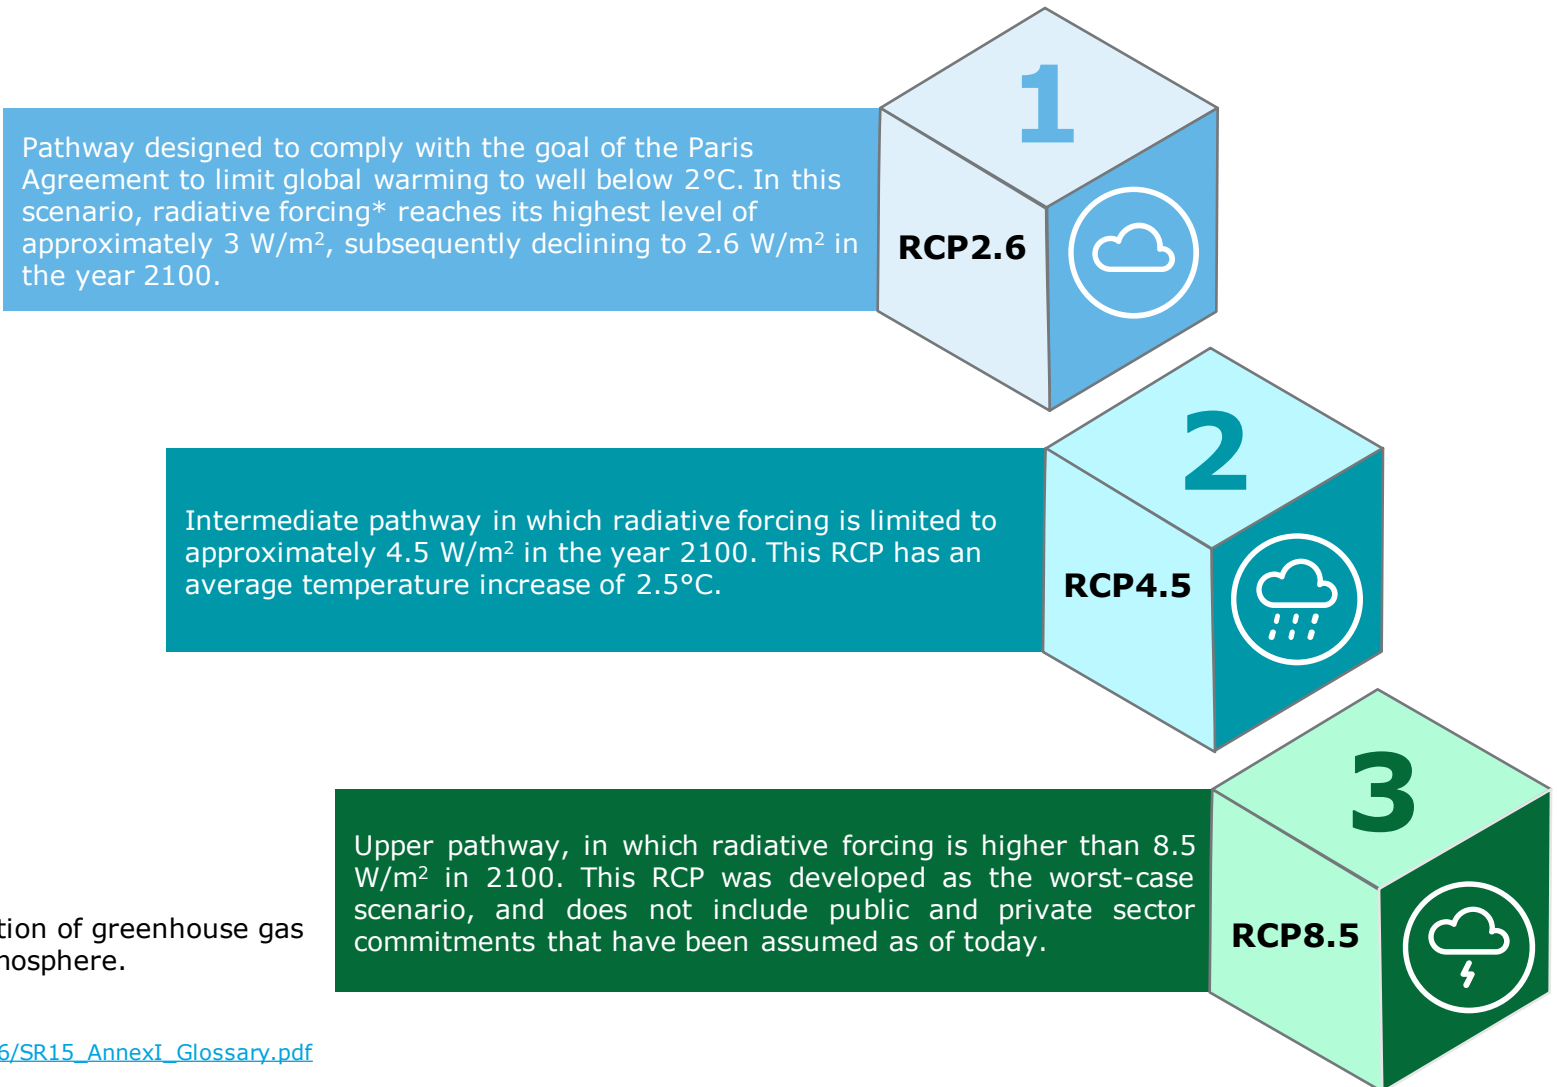 1
Pathway designed to comply with the goal of the Paris
Agreement to limit global warming to well below 2°C. In this
scenario, radiative forcing* reaches its highest level of
approximately 3 W/m², subsequently declining to 2.6 W/m² in
the year 2100.
RCP2.6
2
Intermediate pathway in which radiative forcing is limited to
approximately 4.5 W/m² in the year 2100. This RCP has an
average temperature increase of 2.5°C.
RCP4.5
3
Upper pathway, in which radiative forcing is higher than 8.5
W/m² in 2100. This RCP was developed as the worst-case
scenario, and does not include public and private sector
commitments that have been assumed as of today.
RCP8.5
of greenhouse gas
6/SR15_AnnexI_Glossary.pdf